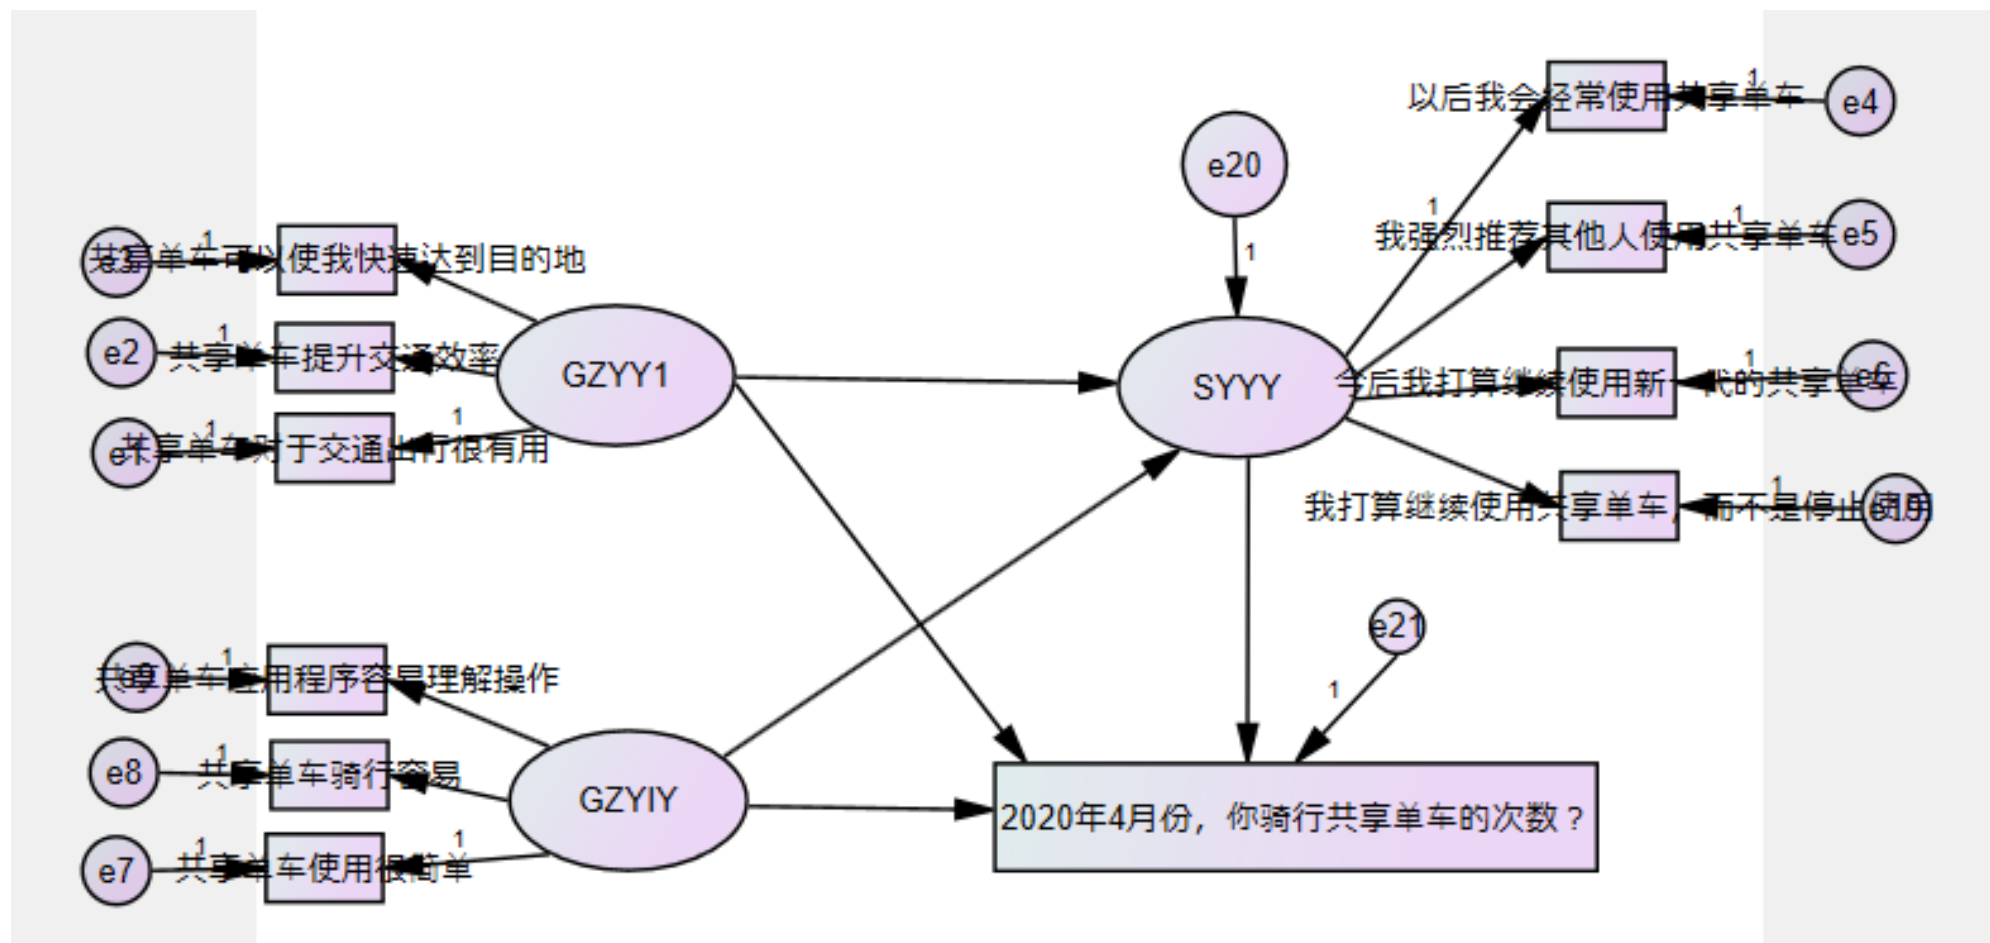 以后我会经常使用共享单车
1
e4
e20
1
我强烈推荐其他人使用共享单车
1
e5
1
e3
1
共享单车可以使我快速达到目的地
e2
1
共享单车提升交通效率
GZYY1
SYYY
今后我打算继续使用新一代的共享单车
1
e6
e1
1
共享单车对于交通出行很有用
1
我打算继续使用共享单车，而不是停止使用
1
e19
e21
1
e9
1
共享单车应用程序容易理解操作
e8
1
共享单车骑行容易
GZYIY
2020年4月份，你骑行共享单车的次数？
e7
1
共享单车使用很简单
1